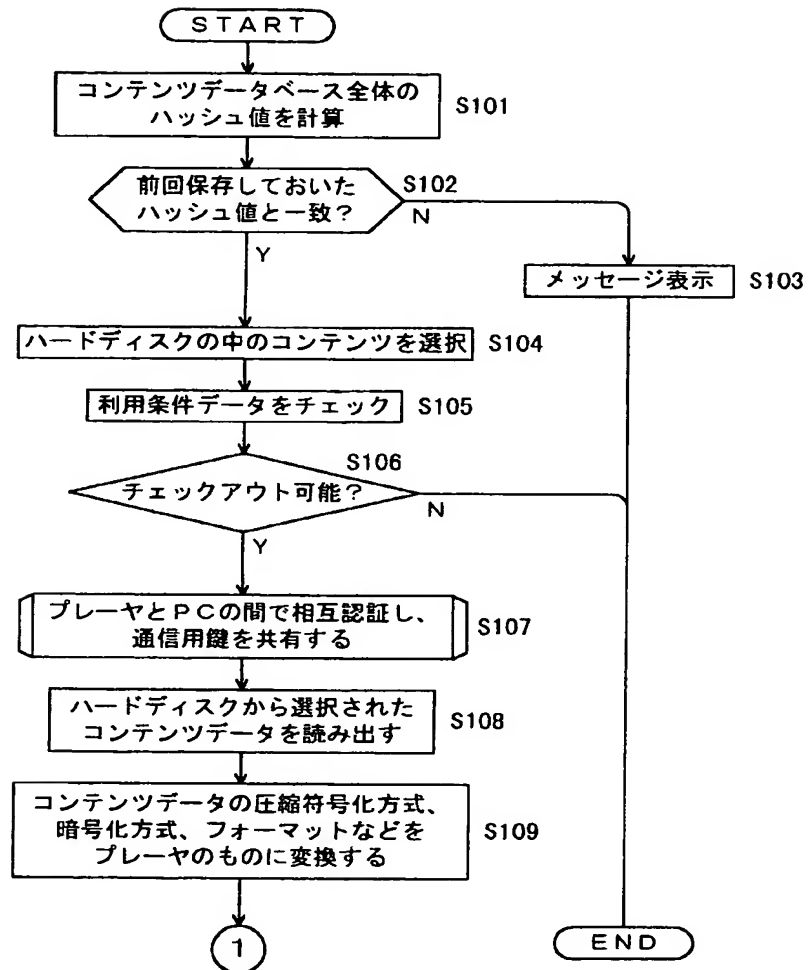 START
コンテンツデータベース全体の
ハッシュ値を計算
S101
前回保存しておいた
ハッシュ値と一致？
S102
N
Y
メッセージ表示
S103
ハードディスクの中のコンテンツを選択
S104
利用条件データをチェック
S105
S106
チェックアウト可能？
N
Y
プレーヤとPCの間で相互認証し、
通信用鍵を共有する
S107
ハードディスクから選択された
コンテンツデータを読み出す
S108
コンテンツデータの圧縮符号化方式、
暗号化方式、フォーマットなどを
プレーヤのものに変換する
S109
1
END